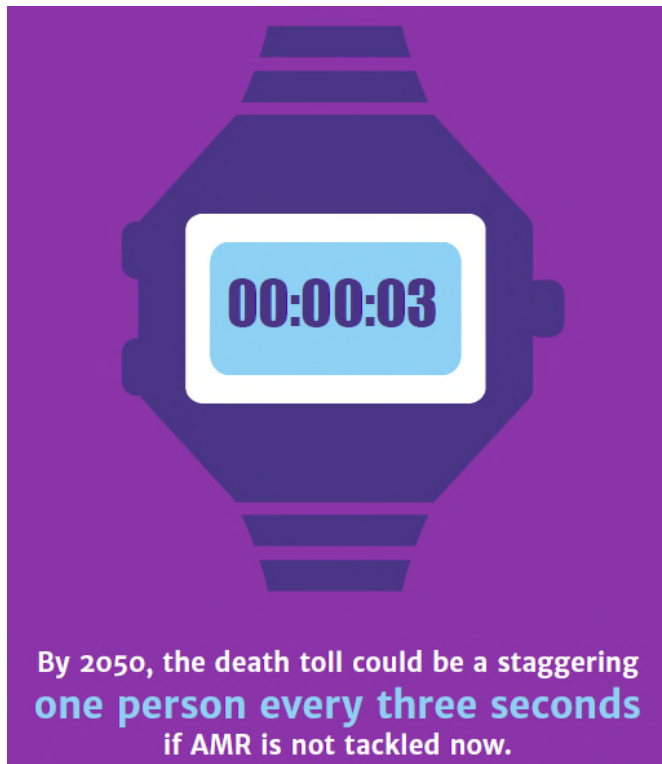 00:00:03
By 2050, the death toll could be a staggering
one person every three seconds
if AMR is not tackled now.